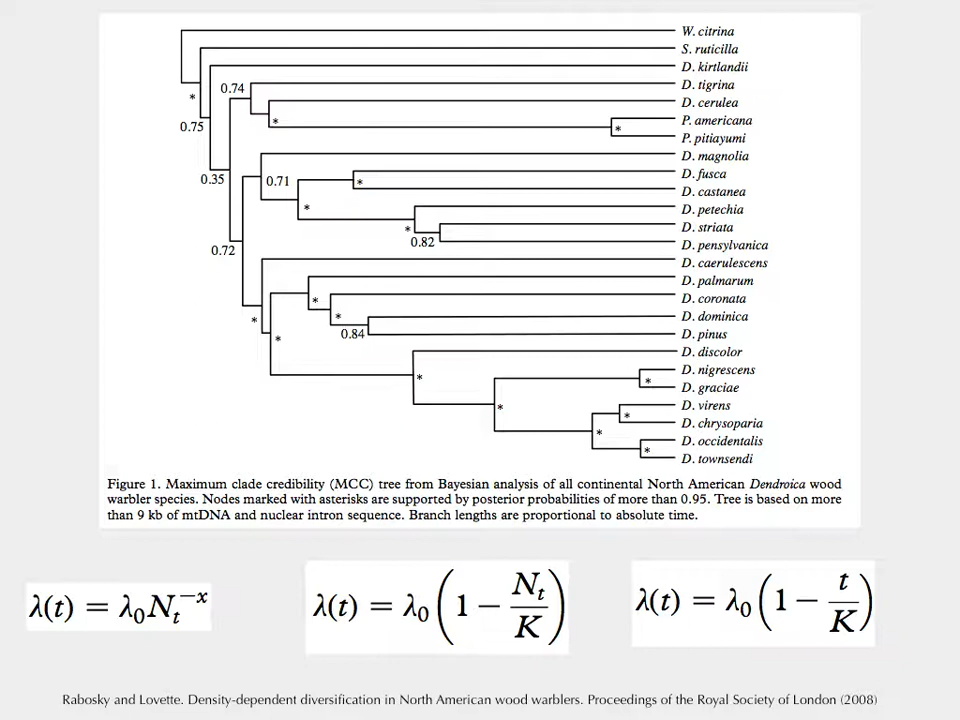 W. citrina
S. ruticilla
D. kirtlandii
D. tigrina
D. cerulea
P. americana
P. pitiayumi
D. magnolia
D. fusca
D. castanea
D. petechia
D. striata
D. pensylvanica
D. caerulescens
D. palmarum
D. coronata
D. dominica
D. pinus
D. discolor
D. nigrescens
D. graciae
D. virens
D. chrysoparia
D. occidentalis
D. townsendi
*
0.75
0.74
*
*
0.35
0.71
*
*
*
0.82
0.72
*
*
*
*
0.84
*
*
*
*
*
*
Figure 1. Maximum clade credibility (MCC) tree from Bayesian analysis of all continental North American Dendroica wood
warbler species. Nodes marked with asterisks are supported by posterior probabilities of more than 0.95. Tree is based on more
than 9 kb of mtDNA and nuclear intron sequence. Branch lengths are proportional to absolute time.
λ(t) = λ₀Nₜ⁻ˣ
λ(t) = λ₀(1 − Nₜ/K)
λ(t) = λ₀(1 − t/K)
Rabosky and Lovette. Density-dependent diversification in North American wood warblers. Proceedings of the Royal Society of London (2008)